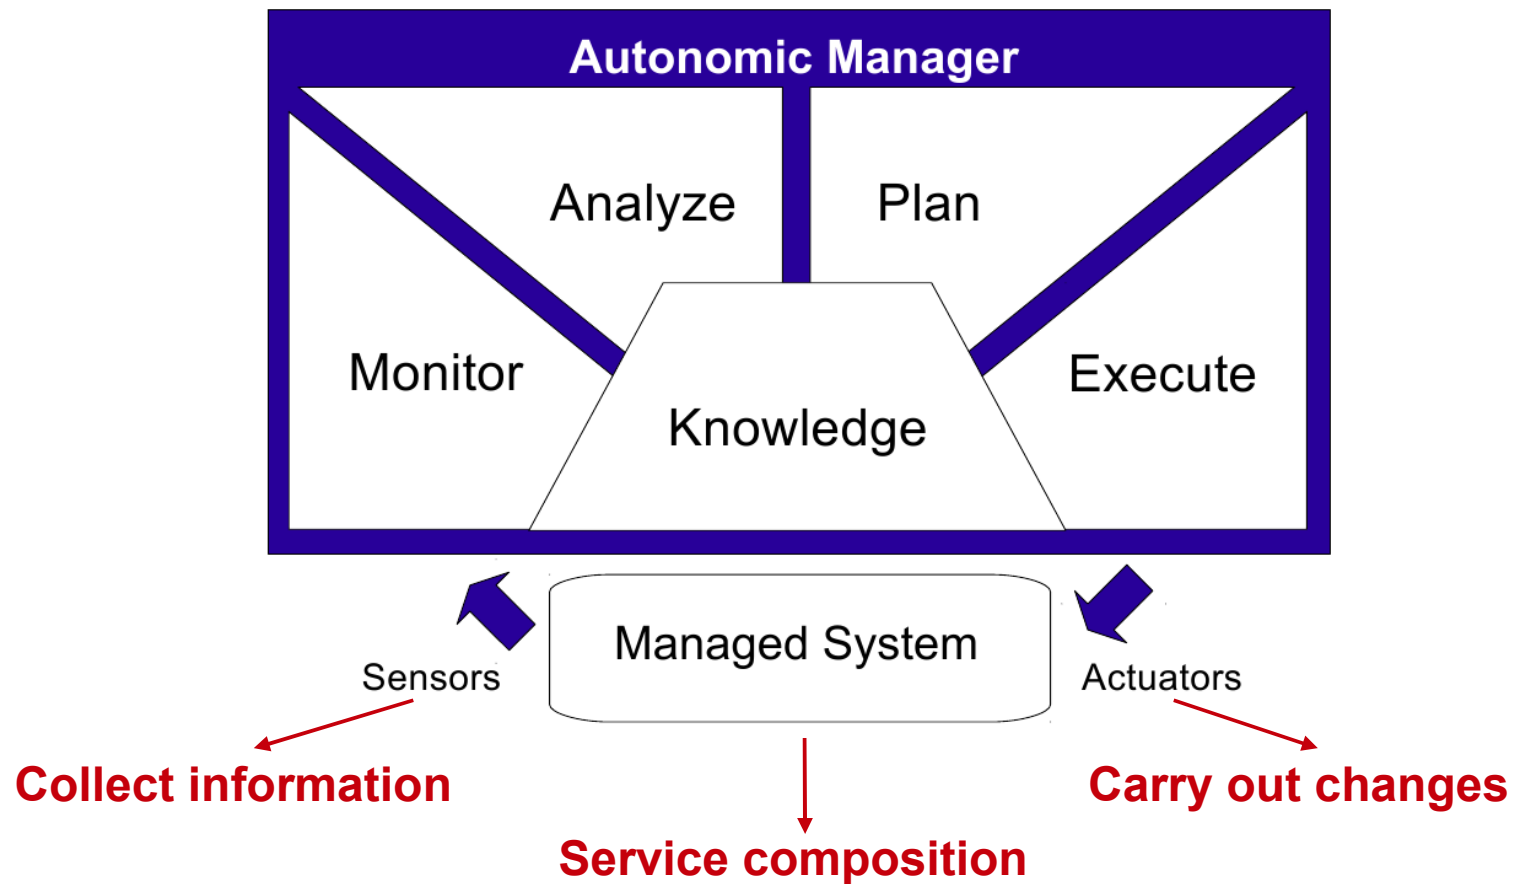 Autonomic Manager
Analyze
Plan
Monitor
Execute
Knowledge
Managed System
Sensors
Actuators
Collect information
Carry out changes
Service composition